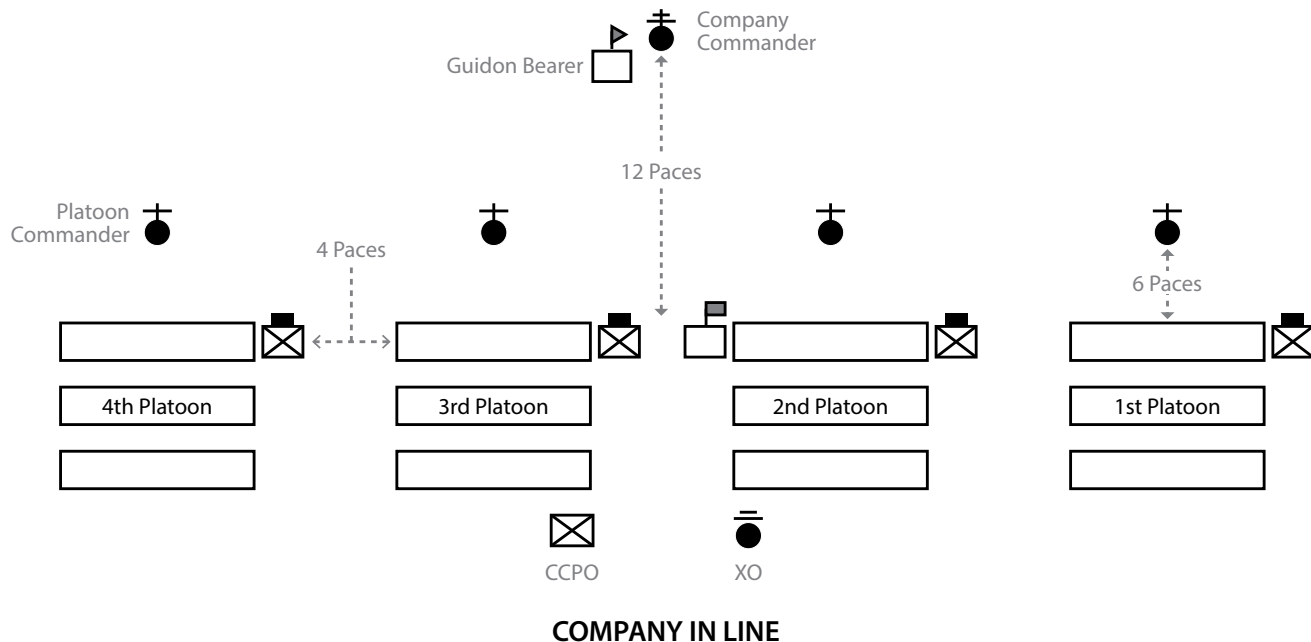 Company
Commander
Guidon Bearer
12 Paces
Platoon
Commander
4 Paces
6 Paces
4th Platoon
3rd Platoon
2nd Platoon
1st Platoon
CCPO
XO
COMPANY IN LINE